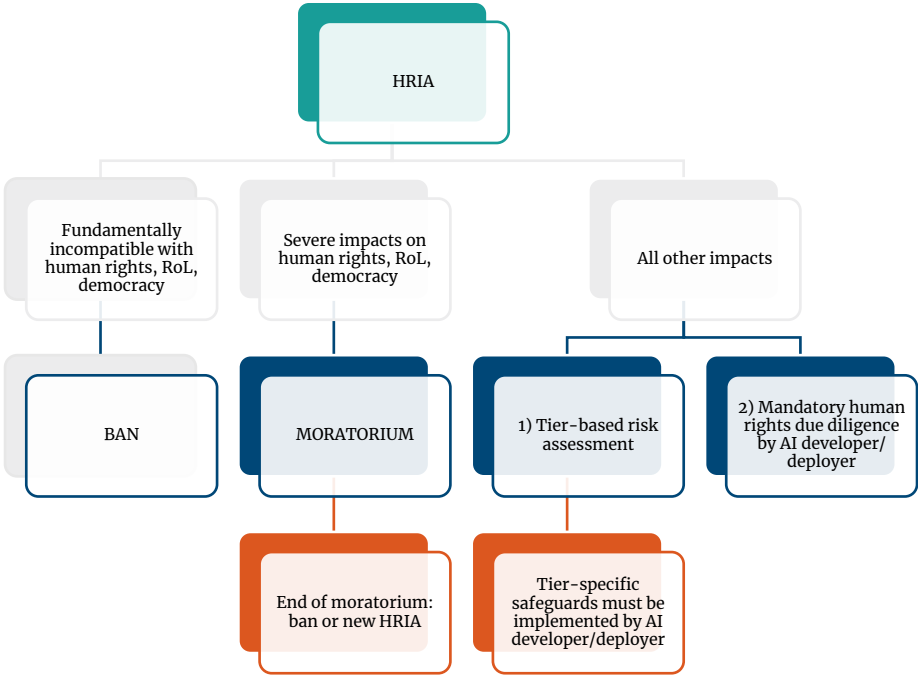 HRIA
Fundamentally
incompatible with
human rights, RoL,
democracy
Severe impacts on
human rights, RoL,
democracy
All other impacts
BAN
MORATORIUM
1) Tier-based risk
assessment
2) Mandatory human
rights due diligence
by AI developer/
deployer
End of moratorium:
ban or new HRIA
Tier-specific
safeguards must be
implemented by AI
developer/deployer